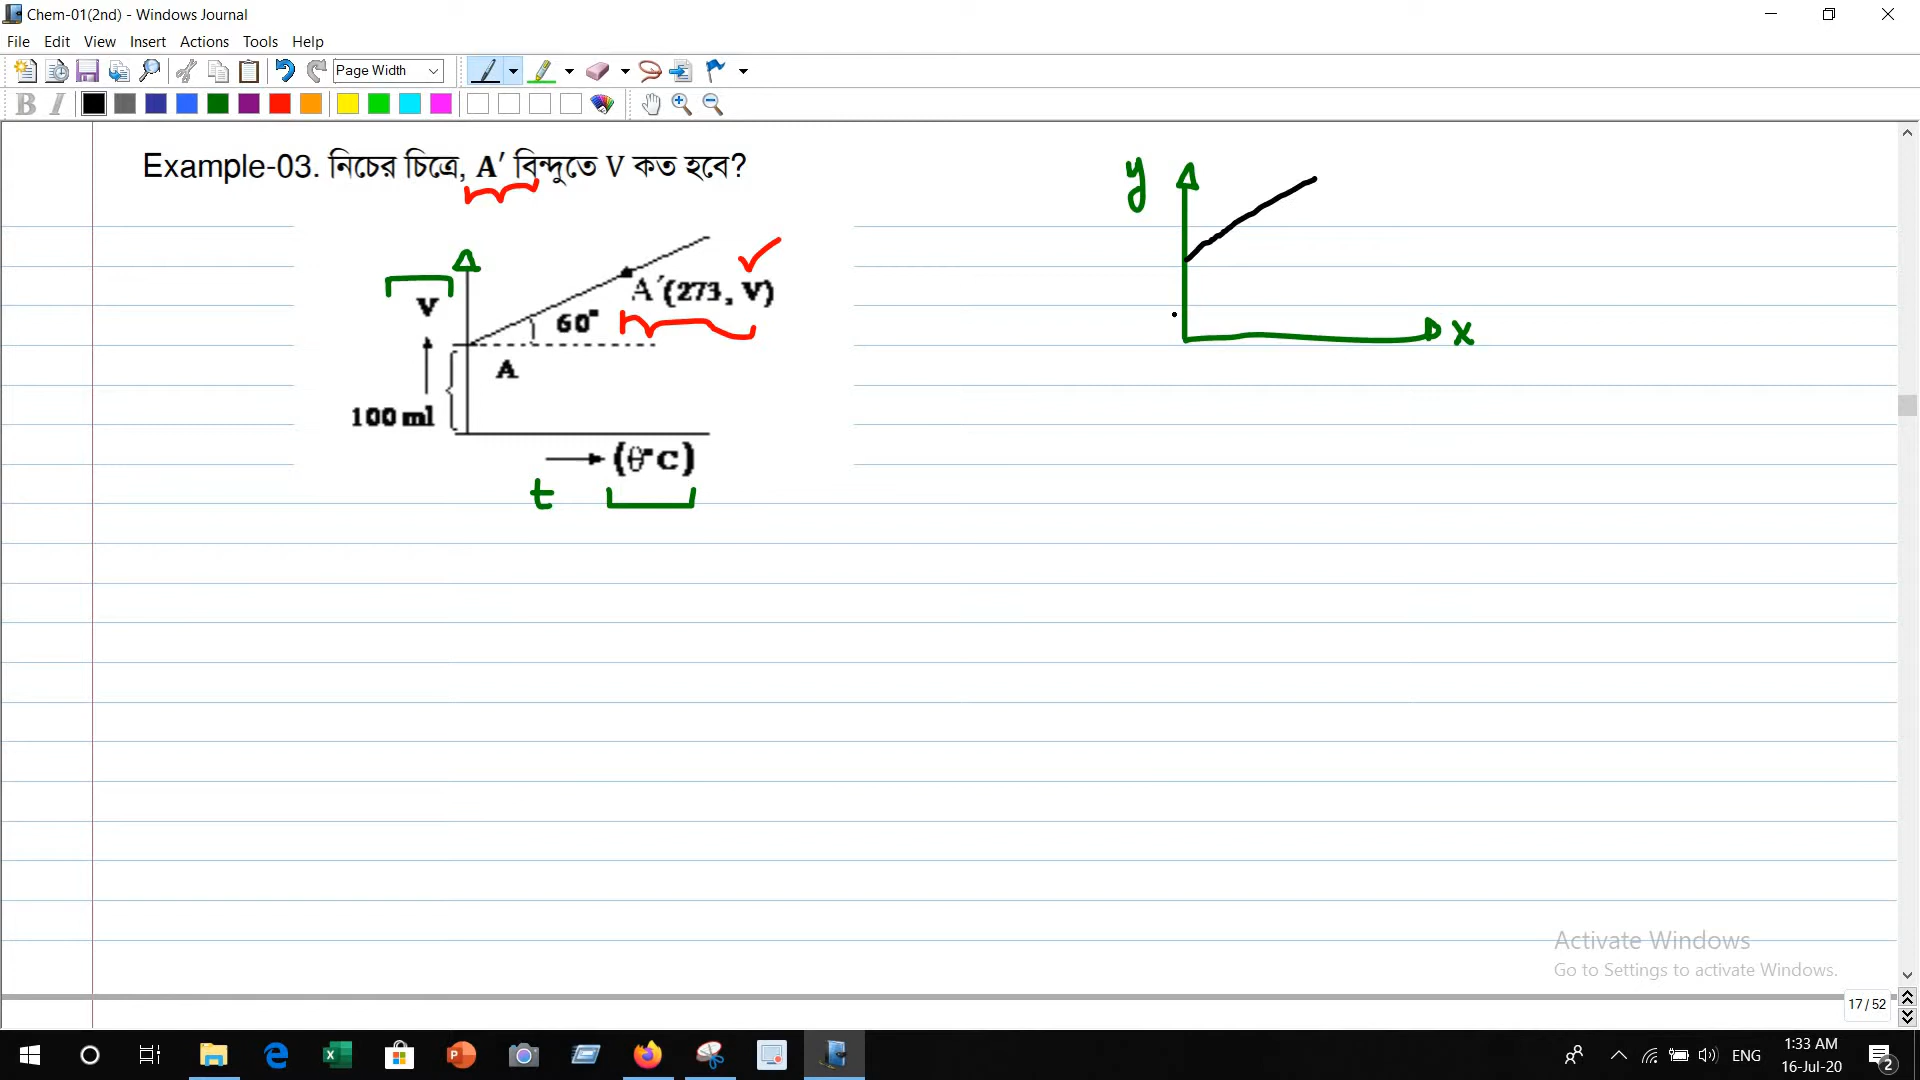 Chem-01(2nd) - Windows Journal
File Edit View Insert Actions Tools Help
Page Width
B I
Example-03. নিচের চিত্রে, A′ বিন্দুতে V কত হবে?
y
x
V
A′(273, V)
60°
A
100 ml
(θ°C)
t
Activate Windows
Go to Settings to activate Windows.
17 / 52
ENG
1:33 AM
16-Jul-20
2